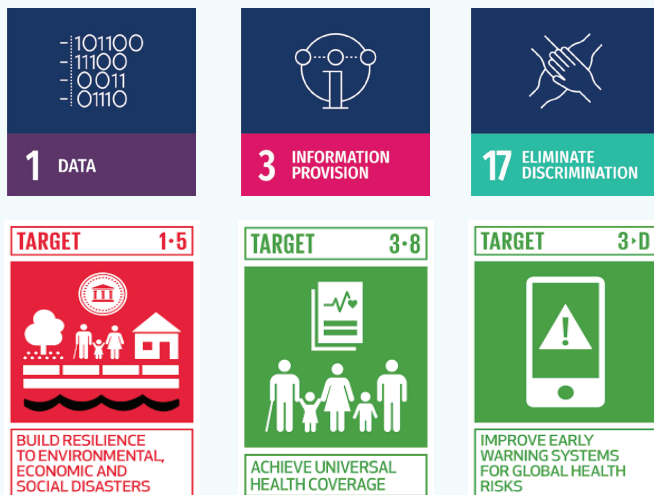 101100
11100
0011
01110
1 DATA
3 INFORMATION
PROVISION
17 ELIMINATE
DISCRIMINATION
TARGET 1·5
BUILD RESILIENCE
TO ENVIRONMENTAL,
ECONOMIC AND
SOCIAL DISASTERS
TARGET 3·8
ACHIEVE UNIVERSAL
HEALTH COVERAGE
TARGET 3·D
IMPROVE EARLY
WARNING SYSTEMS
FOR GLOBAL HEALTH
RISKS